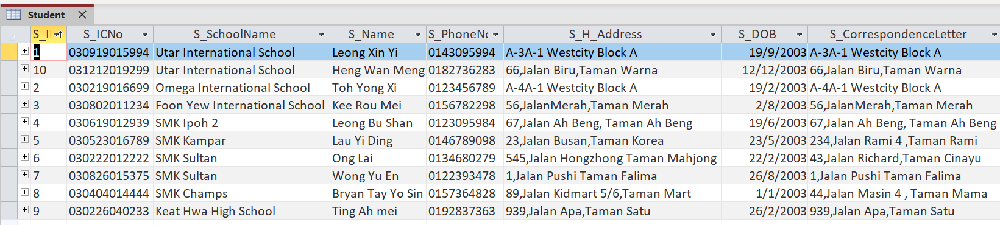 Student
S_II S_ICNo S_SchoolName S_Name S_PhoneNo S_H_Address S_DOB S_CorrespondenceLetter
1 030919015994 Utar International School Leong Xin Yi 0143095994 A-3A-1 Westcity Block A 19/9/2003 A-3A-1 Westcity Block A
10 031212019299 Utar International School Heng Wan Meng 0182736283 66,Jalan Biru,Taman Warna 12/12/2003 66,Jalan Biru,Taman Warna
2 030219016699 Omega International School Toh Yong Xi 0123456789 A-4A-1 Westcity Block A 19/2/2003 A-4A-1 Westcity Block A
3 030802011234 Foon Yew International School Kee Rou Mei 0156782298 56,JalanMerah,Taman Merah 2/8/2003 56,JalanMerah,Taman Merah
4 030619012939 SMK Ipoh 2 Leong Bu Shan 0123095984 67,Jalan Ah Beng, Taman Ah Beng 19/6/2003 67,Jalan Ah Beng, Taman Ah Beng
5 030523016789 SMK Kampar Lau Yi Ding 0146789098 23,Jalan Busan,Taman Korea 23/5/2003 234,Jalan Rami 4 ,Taman Rami
6 030222012222 SMK Sultan Ong Lai 0134680279 545,Jalan Hongzhong Taman Mahjong 22/2/2003 43,Jalan Richard,Taman Cinayu
7 030826015375 SMK Sultan Wong Yu En 0122393478 1,Jalan Pushi Taman Falima 26/8/2003 1,Jalan Pushi Taman Falima
8 030404014444 SMK Champs Bryan Tay Yo Sin 0157364828 89,Jalan Kidmart 5/6,Taman Mart 1/1/2003 44,Jalan Masin 4 , Taman Mama
9 030226040233 Keat Hwa High School Ting Ah mei 0192837363 939,Jalan Apa,Taman Satu 26/2/2003 939,Jalan Apa,Taman Satu